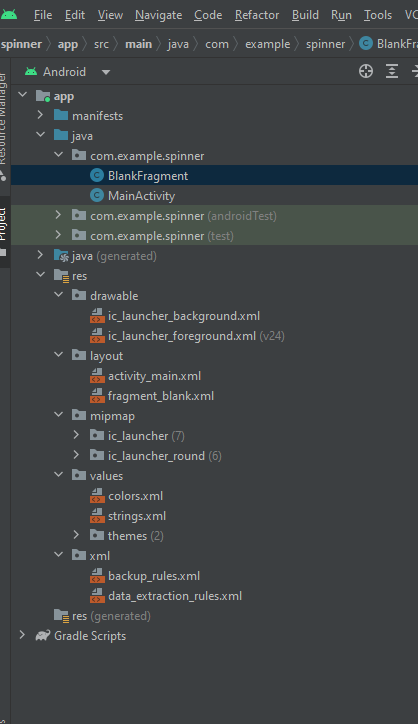 File Edit View Navigate Code Refactor Build Run Tools VC
spinner app src main java com example spinner BlankFra
Resource Manager
Project
Android
app
manifests
java
com.example.spinner
BlankFragment
MainActivity
com.example.spinner (androidTest)
com.example.spinner (test)
java (generated)
res
drawable
ic_launcher_background.xml
ic_launcher_foreground.xml (v24)
layout
activity_main.xml
fragment_blank.xml
mipmap
ic_launcher (7)
ic_launcher_round (6)
values
colors.xml
strings.xml
themes (2)
xml
backup_rules.xml
data_extraction_rules.xml
res (generated)
Gradle Scripts